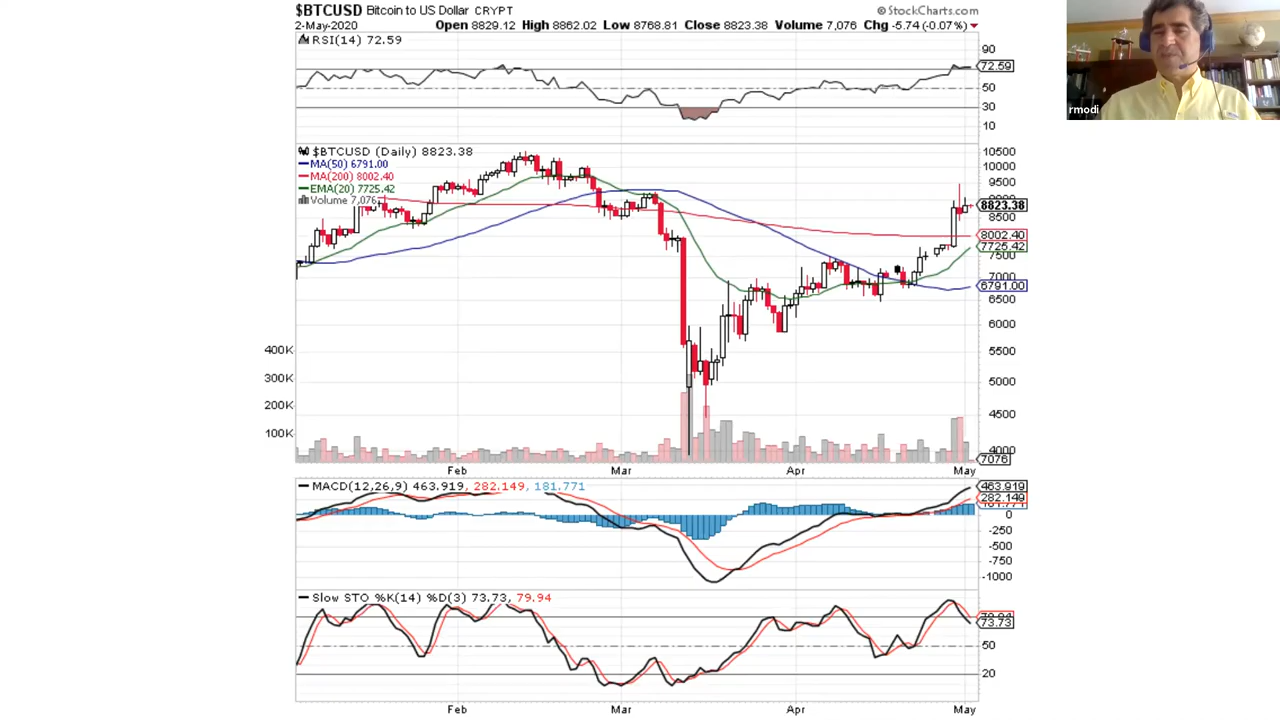 $BTCUSD Bitcoin to US Dollar CRYPT © StockCharts.com
2-May-2020 Open 8829.12 High 8862.02 Low 8768.81 Close 8823.38 Volume 7,076 Chg -5.74 (-0.07%)
RSI(14) 72.59
90
72.59
50
30
10
rmodi
$BTCUSD (Daily) 8823.38
MA(50) 6791.00
MA(200) 8002.40
EMA(20) 7725.42
Volume 7,076
10500
10000
9500
8823.38
8500
8002.40
7725.42
7500
7000
6791.00
6500
6000
5500
5000
4500
4000
7076
400K
300K
200K
100K
Feb Mar Apr May
MACD(12,26,9) 463.919, 282.149, 181.771
463.919
282.149
181.771
0
-250
-500
-750
-1000
Slow STO %K(14) %D(3) 73.73, 79.94
79.94
73.73
50
20
Feb Mar Apr May